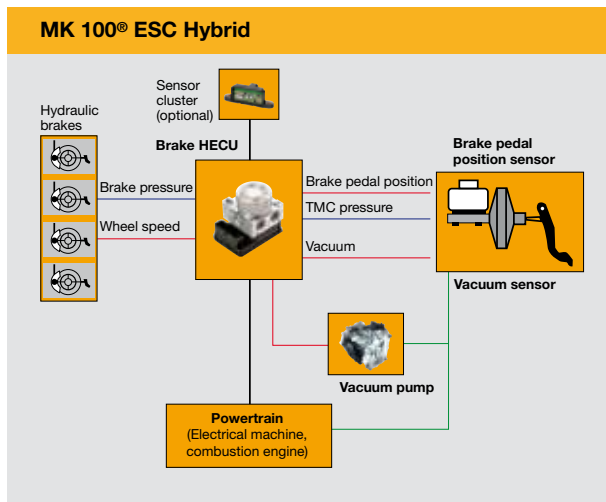 MK 100® ESC Hybrid
Sensor
cluster
(optional)
Hydraulic
brakes
Brake HECU
Brake pedal
position sensor
Brake pressure
Brake pedal position
TMC pressure
Wheel speed
Vacuum
Vacuum sensor
Vacuum pump
Powertrain
(Electrical machine,
combustion engine)